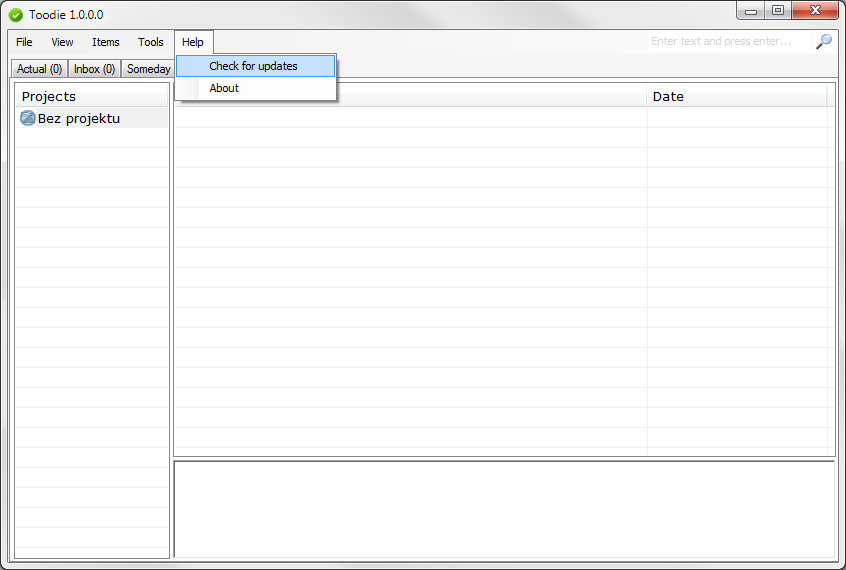 Toodie 1.0.0.0
File View Items Tools Help
Enter text and press enter...
Check for updates
About
Actual (0) Inbox (0) Someday
Projects
Date
Bez projektu